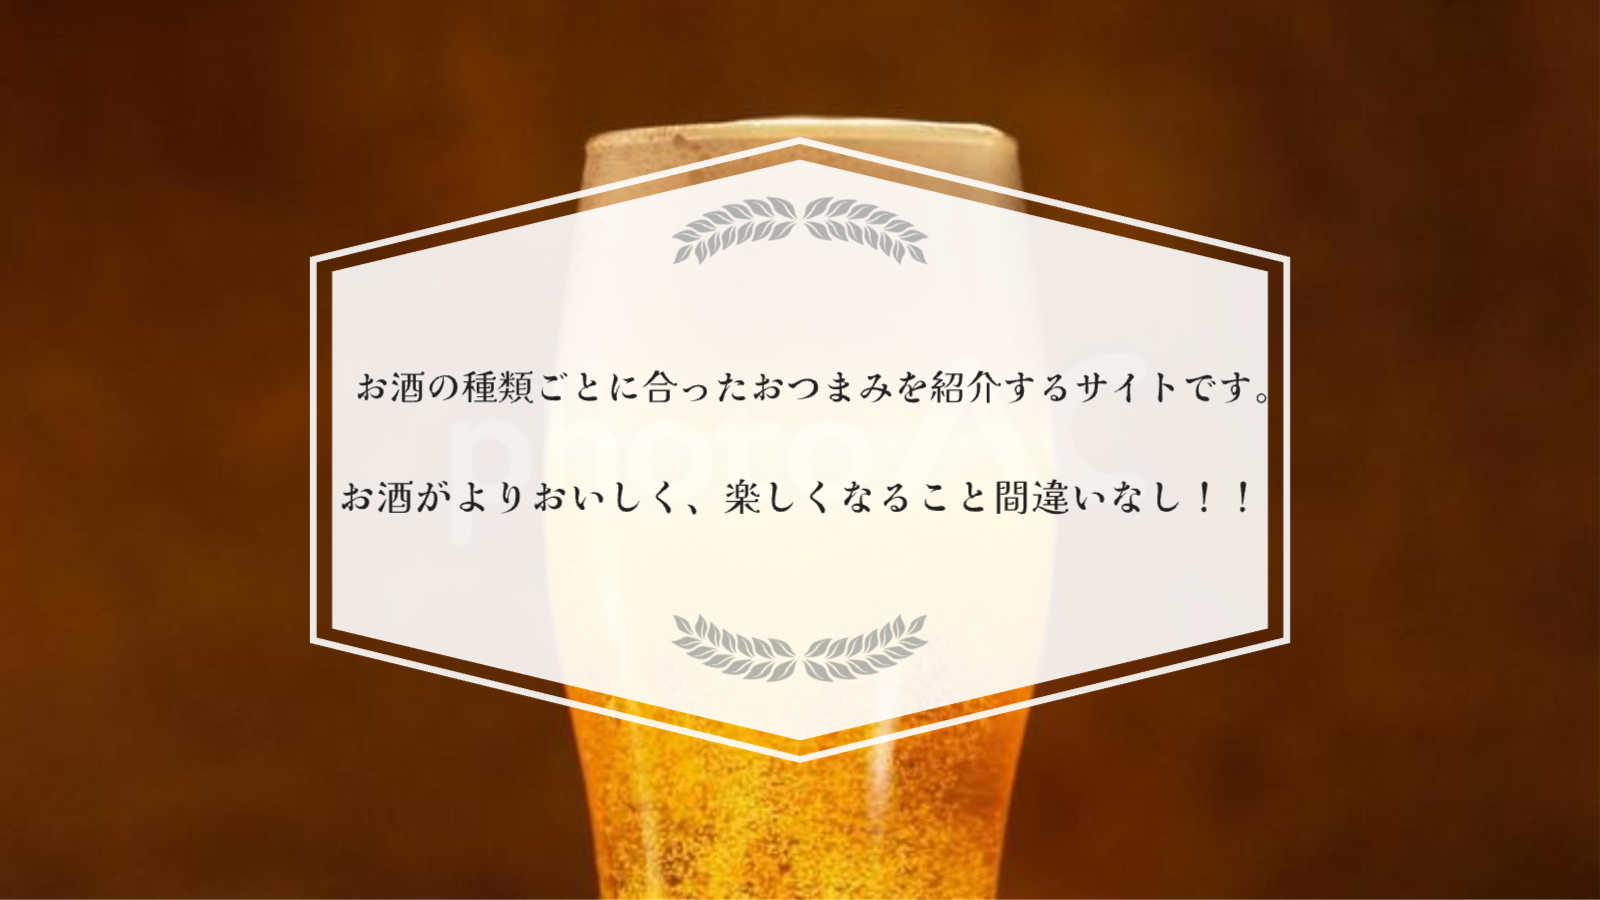 お酒の種類ごとに合ったおつまみを紹介するサイトです。
photoAC
お酒がよりおいしく、楽しくなること間違いなし！！